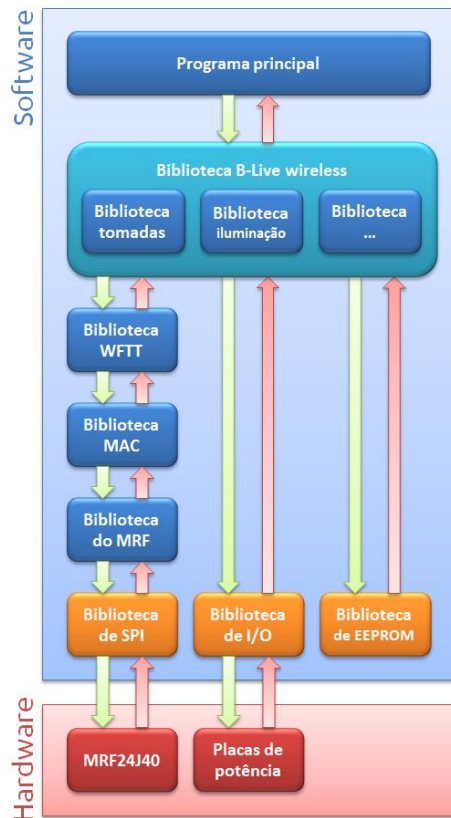 Software
Programa principal
Biblioteca B-Live wireless
Biblioteca
tomadas
Biblioteca
iluminação
Biblioteca
...
Biblioteca
WFTT
Biblioteca
MAC
Biblioteca
do MRF
Biblioteca
de SPI
Biblioteca
de I/O
Biblioteca
de EEPROM
Hardware
MRF24J40
Placas de
potência